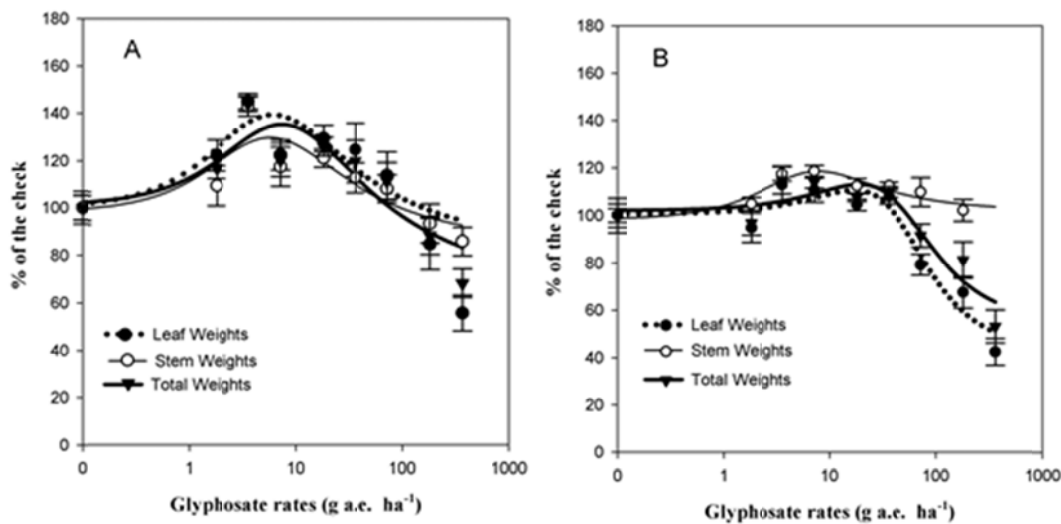 180
160
140
120
100
80
60
40
20
0
% of the check
A
Leaf Weights
Stem Weights
Total Weights
0 1 10 100 1000
Glyphosate rates (g a.e. ha⁻¹)
180
160
140
120
100
80
60
40
20
0
% of the check
B
Leaf Weights
Stem Weights
Total Weights
0 1 10 100 1000
Glyphosate rates (g a.e. ha⁻¹)